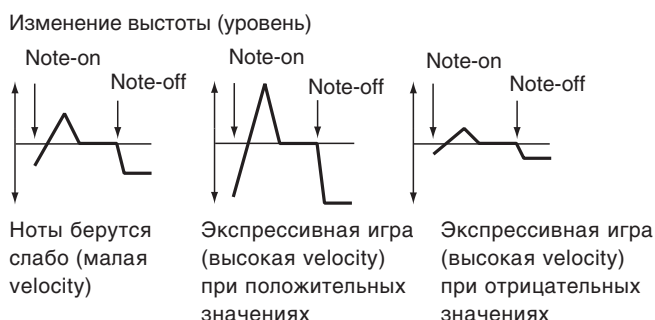 Изменение выстоты (уровень)
Note-on
Note-off
Note-on
Note-off
Note-on
Note-off
Ноты берутся
слабо (малая
velocity)
Экспрессивная игра
(высокая velocity)
при положительных
значениях
Экспрессивная игра
(высокая velocity)
при отрицательных
значениях